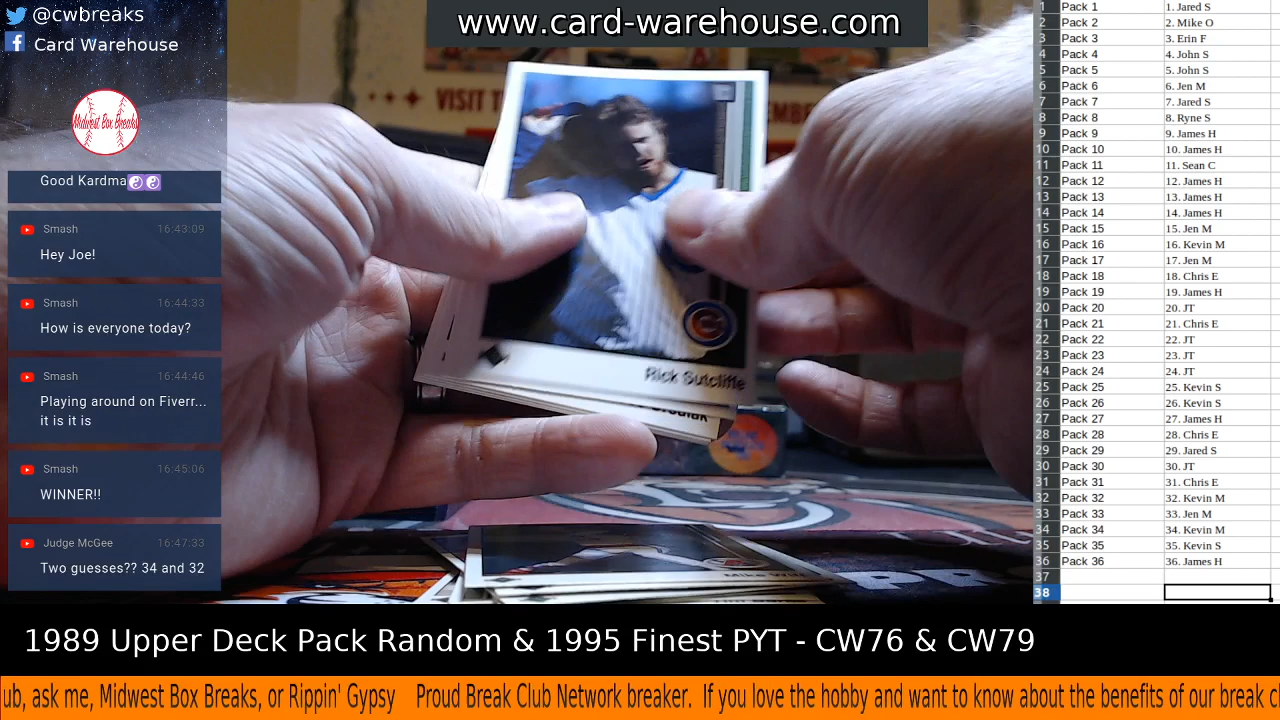 @cwbreaks
Card Warehouse
Midwest Box Breaks
Good Kardma☯️☯️
Smash 16:43:09
Hey Joe!
Smash 16:44:33
How is everyone today?
Smash 16:44:46
Playing around on Fiverr...
it is it is
Smash 16:45:06
WINNER!!
Judge McGee 16:47:33
Two guesses?? 34 and 32
www.card-warehouse.com
VISIT
Rick Sutcliffe
Mike
PR
1 Pack 1 1. Jared S
2 Pack 2 2. Mike O
3 Pack 3 3. Erin F
4 Pack 4 4. John S
5 Pack 5 5. John S
6 Pack 6 6. Jen M
7 Pack 7 7. Jared S
8 Pack 8 8. Ryne S
9 Pack 9 9. James H
10 Pack 10 10. James H
11 Pack 11 11. Sean C
12 Pack 12 12. James H
13 Pack 13 13. James H
14 Pack 14 14. James H
15 Pack 15 15. Jen M
16 Pack 16 16. Kevin M
17 Pack 17 17. Jen M
18 Pack 18 18. Chris E
19 Pack 19 19. James H
20 Pack 20 20. JT
21 Pack 21 21. Chris E
22 Pack 22 22. JT
23 Pack 23 23. JT
24 Pack 24 24. JT
25 Pack 25 25. Kevin S
26 Pack 26 26. Kevin S
27 Pack 27 27. James H
28 Pack 28 28. Chris E
29 Pack 29 29. Jared S
30 Pack 30 30. JT
31 Pack 31 31. Chris E
32 Pack 32 32. Kevin M
33 Pack 33 33. Jen M
34 Pack 34 34. Kevin M
35 Pack 35 35. Kevin S
36 Pack 36 36. James H
37
38
1989 Upper Deck Pack Random & 1995 Finest PYT - CW76 & CW79
ub, ask me, Midwest Box Breaks, or Rippin' Gypsy Proud Break Club Network breaker. If you love the hobby and want to know about the benefits of our break c